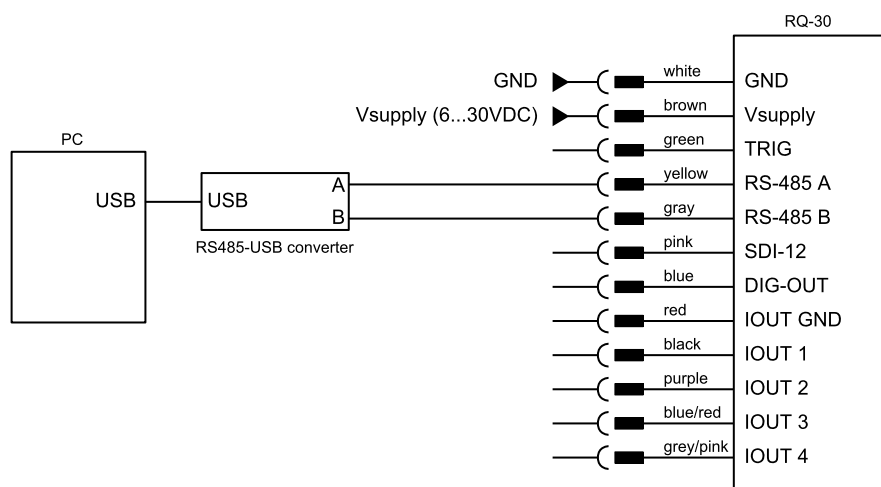 RQ-30
GND white GND
Vsupply (6...30VDC) brown Vsupply
green TRIG
PC
yellow RS-485 A
USB USB A
gray RS-485 B
B
RS485-USB converter
pink SDI-12
blue DIG-OUT
red IOUT GND
black IOUT 1
purple IOUT 2
blue/red IOUT 3
grey/pink IOUT 4